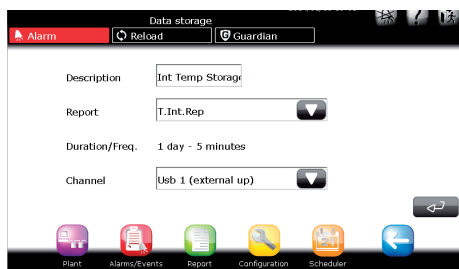 Data storage
Alarm Reload Guardian
Description Int Temp Storage
Report T.Int.Rep
Duration/Freq. 1 day - 5 minutes
Channel Usb 1 (external up)
Plant Alarms/Events Report Configuration Scheduler